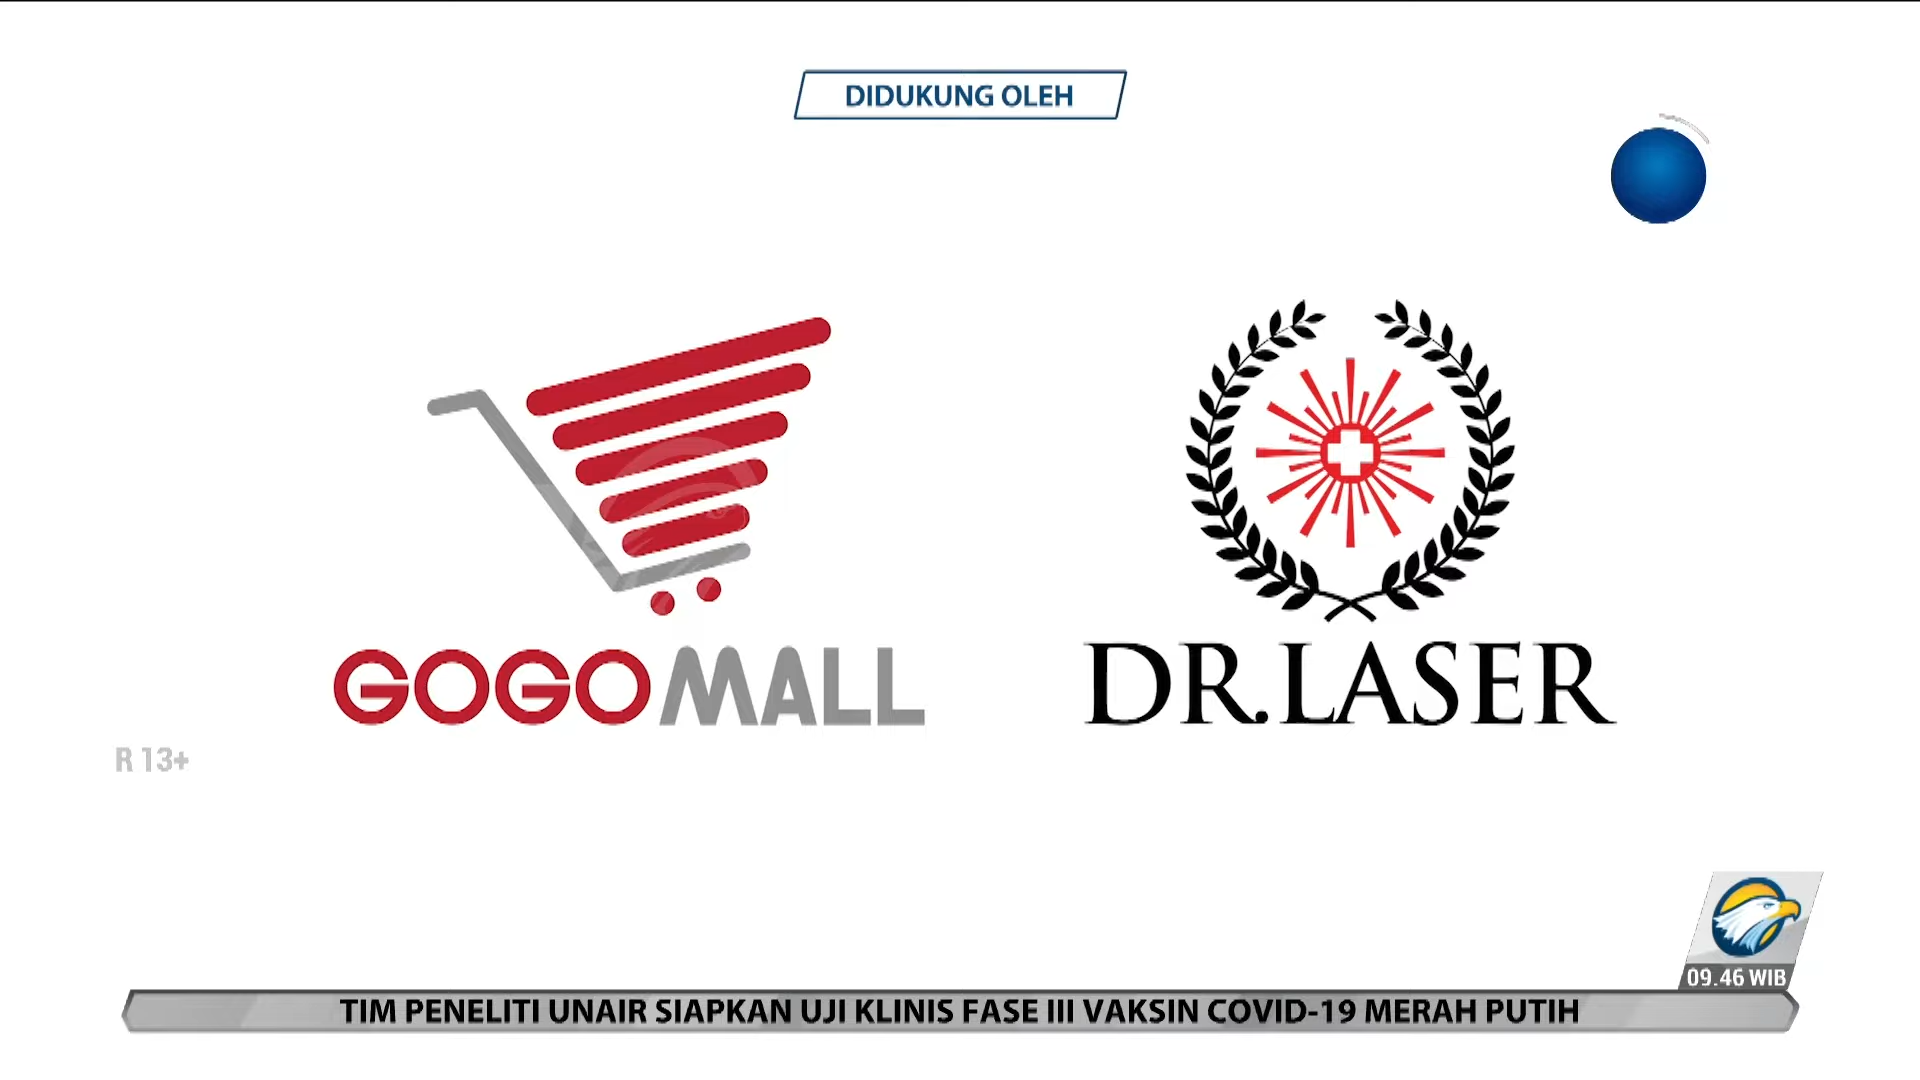 DIDUKUNG OLEH
GOGOMALL
DR.LASER
R 13+
09.46 WIB
TIM PENELITI UNAIR SIAPKAN UJI KLINIS FASE III VAKSIN COVID-19 MERAH PUTIH